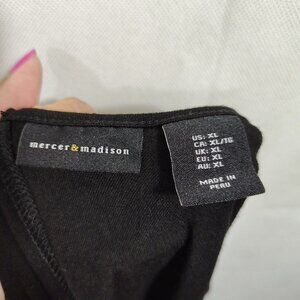 mercer&madison
US: XL
CA: XL/TG
UK: XL
EU: XL
AU: XL
MADE IN
PERU